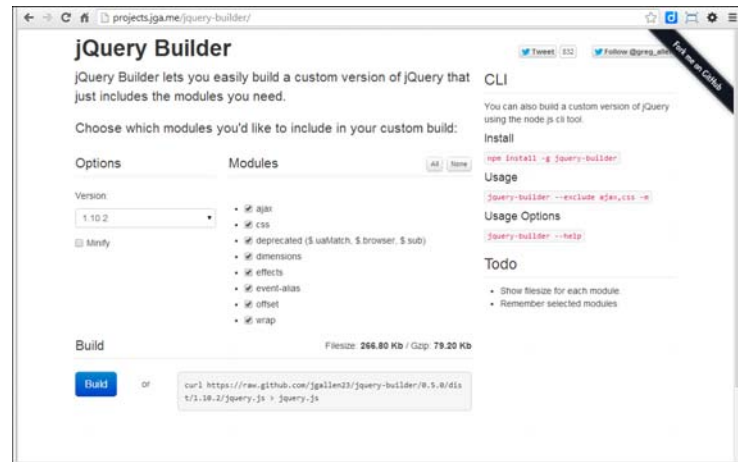 projects.jga.me/jquery-builder/
jQuery Builder
jQuery Builder lets you easily build a custom version of jQuery that
just includes the modules you need.
Choose which modules you'd like to include in your custom build:
Options
Version
1.10.2
Minify
Modules
All None
ajax
css
deprecated ($.uaMatch, $.browser, $.sub)
dimensions
effects
event-alias
offset
wrap
Build
Filesize: 266.80 Kb / Gzip: 79.20 Kb
Build
or
curl https://raw.github.com/jgallen23/jquery-builder/0.5.0/dis
t/1.10.2/jquery.js > jquery.js
Tweet 832
Follow @greg_allen
Fork me on GitHub
CLI
You can also build a custom version of jQuery
using the node js cli tool.
Install
npm install -g jquery-builder
Usage
jquery-builder --exclude ajax,css -m
Usage Options
jquery-builder --help
Todo
Show filesize for each module
Remember selected modules